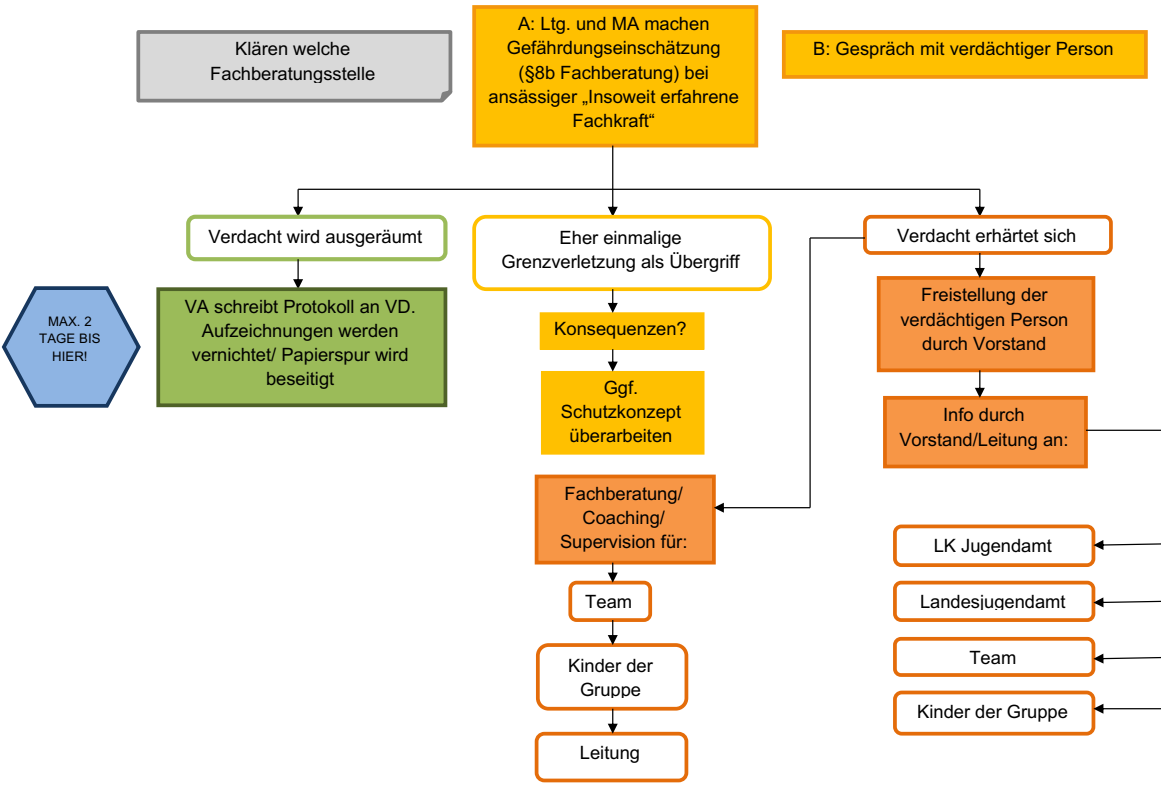 Klären welche
Fachberatungsstelle
A: Ltg. und MA machen
Gefährdungseinschätzung
(§8b Fachberatung) bei
ansässiger „Insoweit erfahrene
Fachkraft“
B: Gespräch mit verdächtiger Person
Verdacht wird ausgeräumt
Eher einmalige
Grenzverletzung als Übergriff
Verdacht erhärtet sich
MAX. 2
TAGE BIS
HIER!
VA schreibt Protokoll an VD.
Aufzeichnungen werden
vernichtet/ Papierspur wird
beseitigt
Konsequenzen?
Ggf.
Schutzkonzept
überarbeiten
Freistellung der
verdächtigen Person
durch Vorstand
Info durch
Vorstand/Leitung an:
Fachberatung/
Coaching/
Supervision für:
Team
Kinder der
Gruppe
Leitung
LK Jugendamt
Landesjugendamt
Team
Kinder der Gruppe